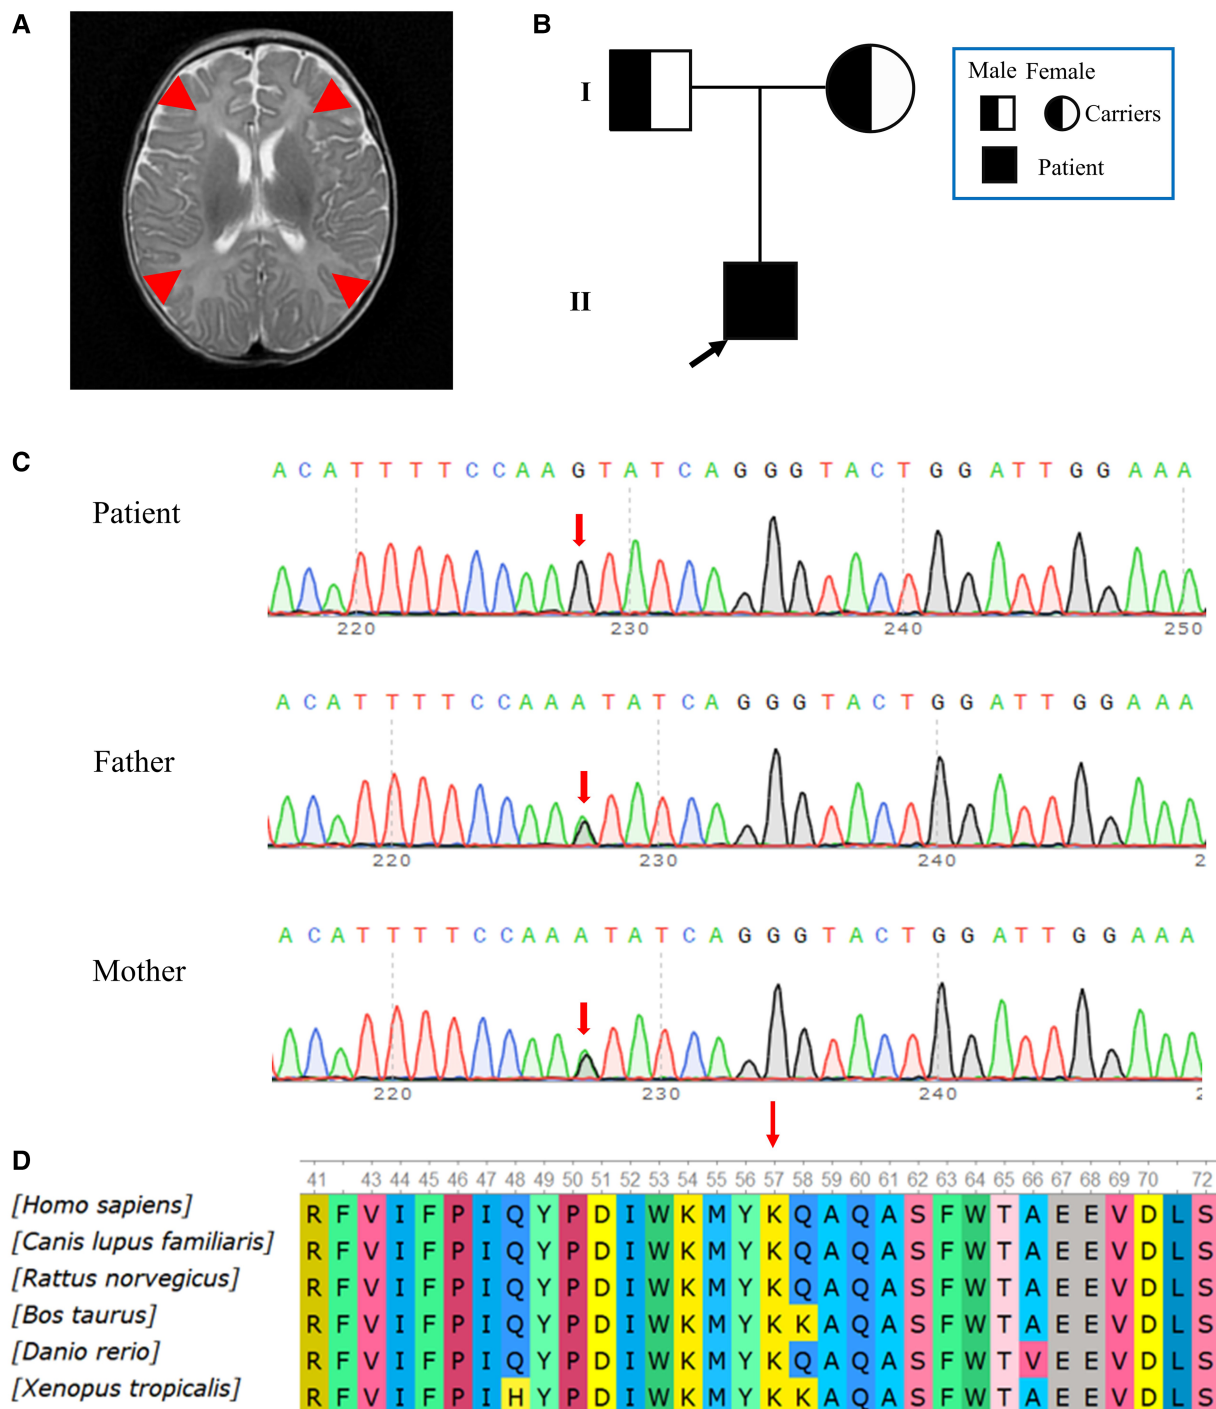 A
B
I
II
Male Female
Carriers
Patient
C
Patient
A C A T T T T C C A A G T A T C A G G G T A C T G G A T T G G A A A
220 230 240 250
Father
A C A T T T T C C A A A T A T C A G G G T A C T G G A T T G G A A A
220 230 240 2
Mother
A C A T T T T C C A A A T A T C A G G G T A C T G G A T T G G A A A
220 230 240
D
41 43 44 45 46 47 48 49 50 51 52 53 54 55 56 57 58 59 60 61 62 63 64 65 66 67 68 69 70 72
[Homo sapiens] R F V I F P I Q Y P D I W K M Y K Q A Q A S F W T A E E V D L S
[Canis lupus familiaris] R F V I F P I Q Y P D I W K M Y K Q A Q A S F W T A E E V D L S
[Rattus norvegicus] R F V I F P I Q Y P D I W K M Y K Q A Q A S F W T A E E V D L S
[Bos taurus] R F V I F P I Q Y P D I W K M Y K K A Q A S F W T A E E V D L S
[Danio rerio] R F V I F P I Q Y P D I W K M Y K Q A Q A S F W T V E E V D L S
[Xenopus tropicalis] R F V I F P I H Y P D I W K M Y K K A Q A S F W T A E E V D L S